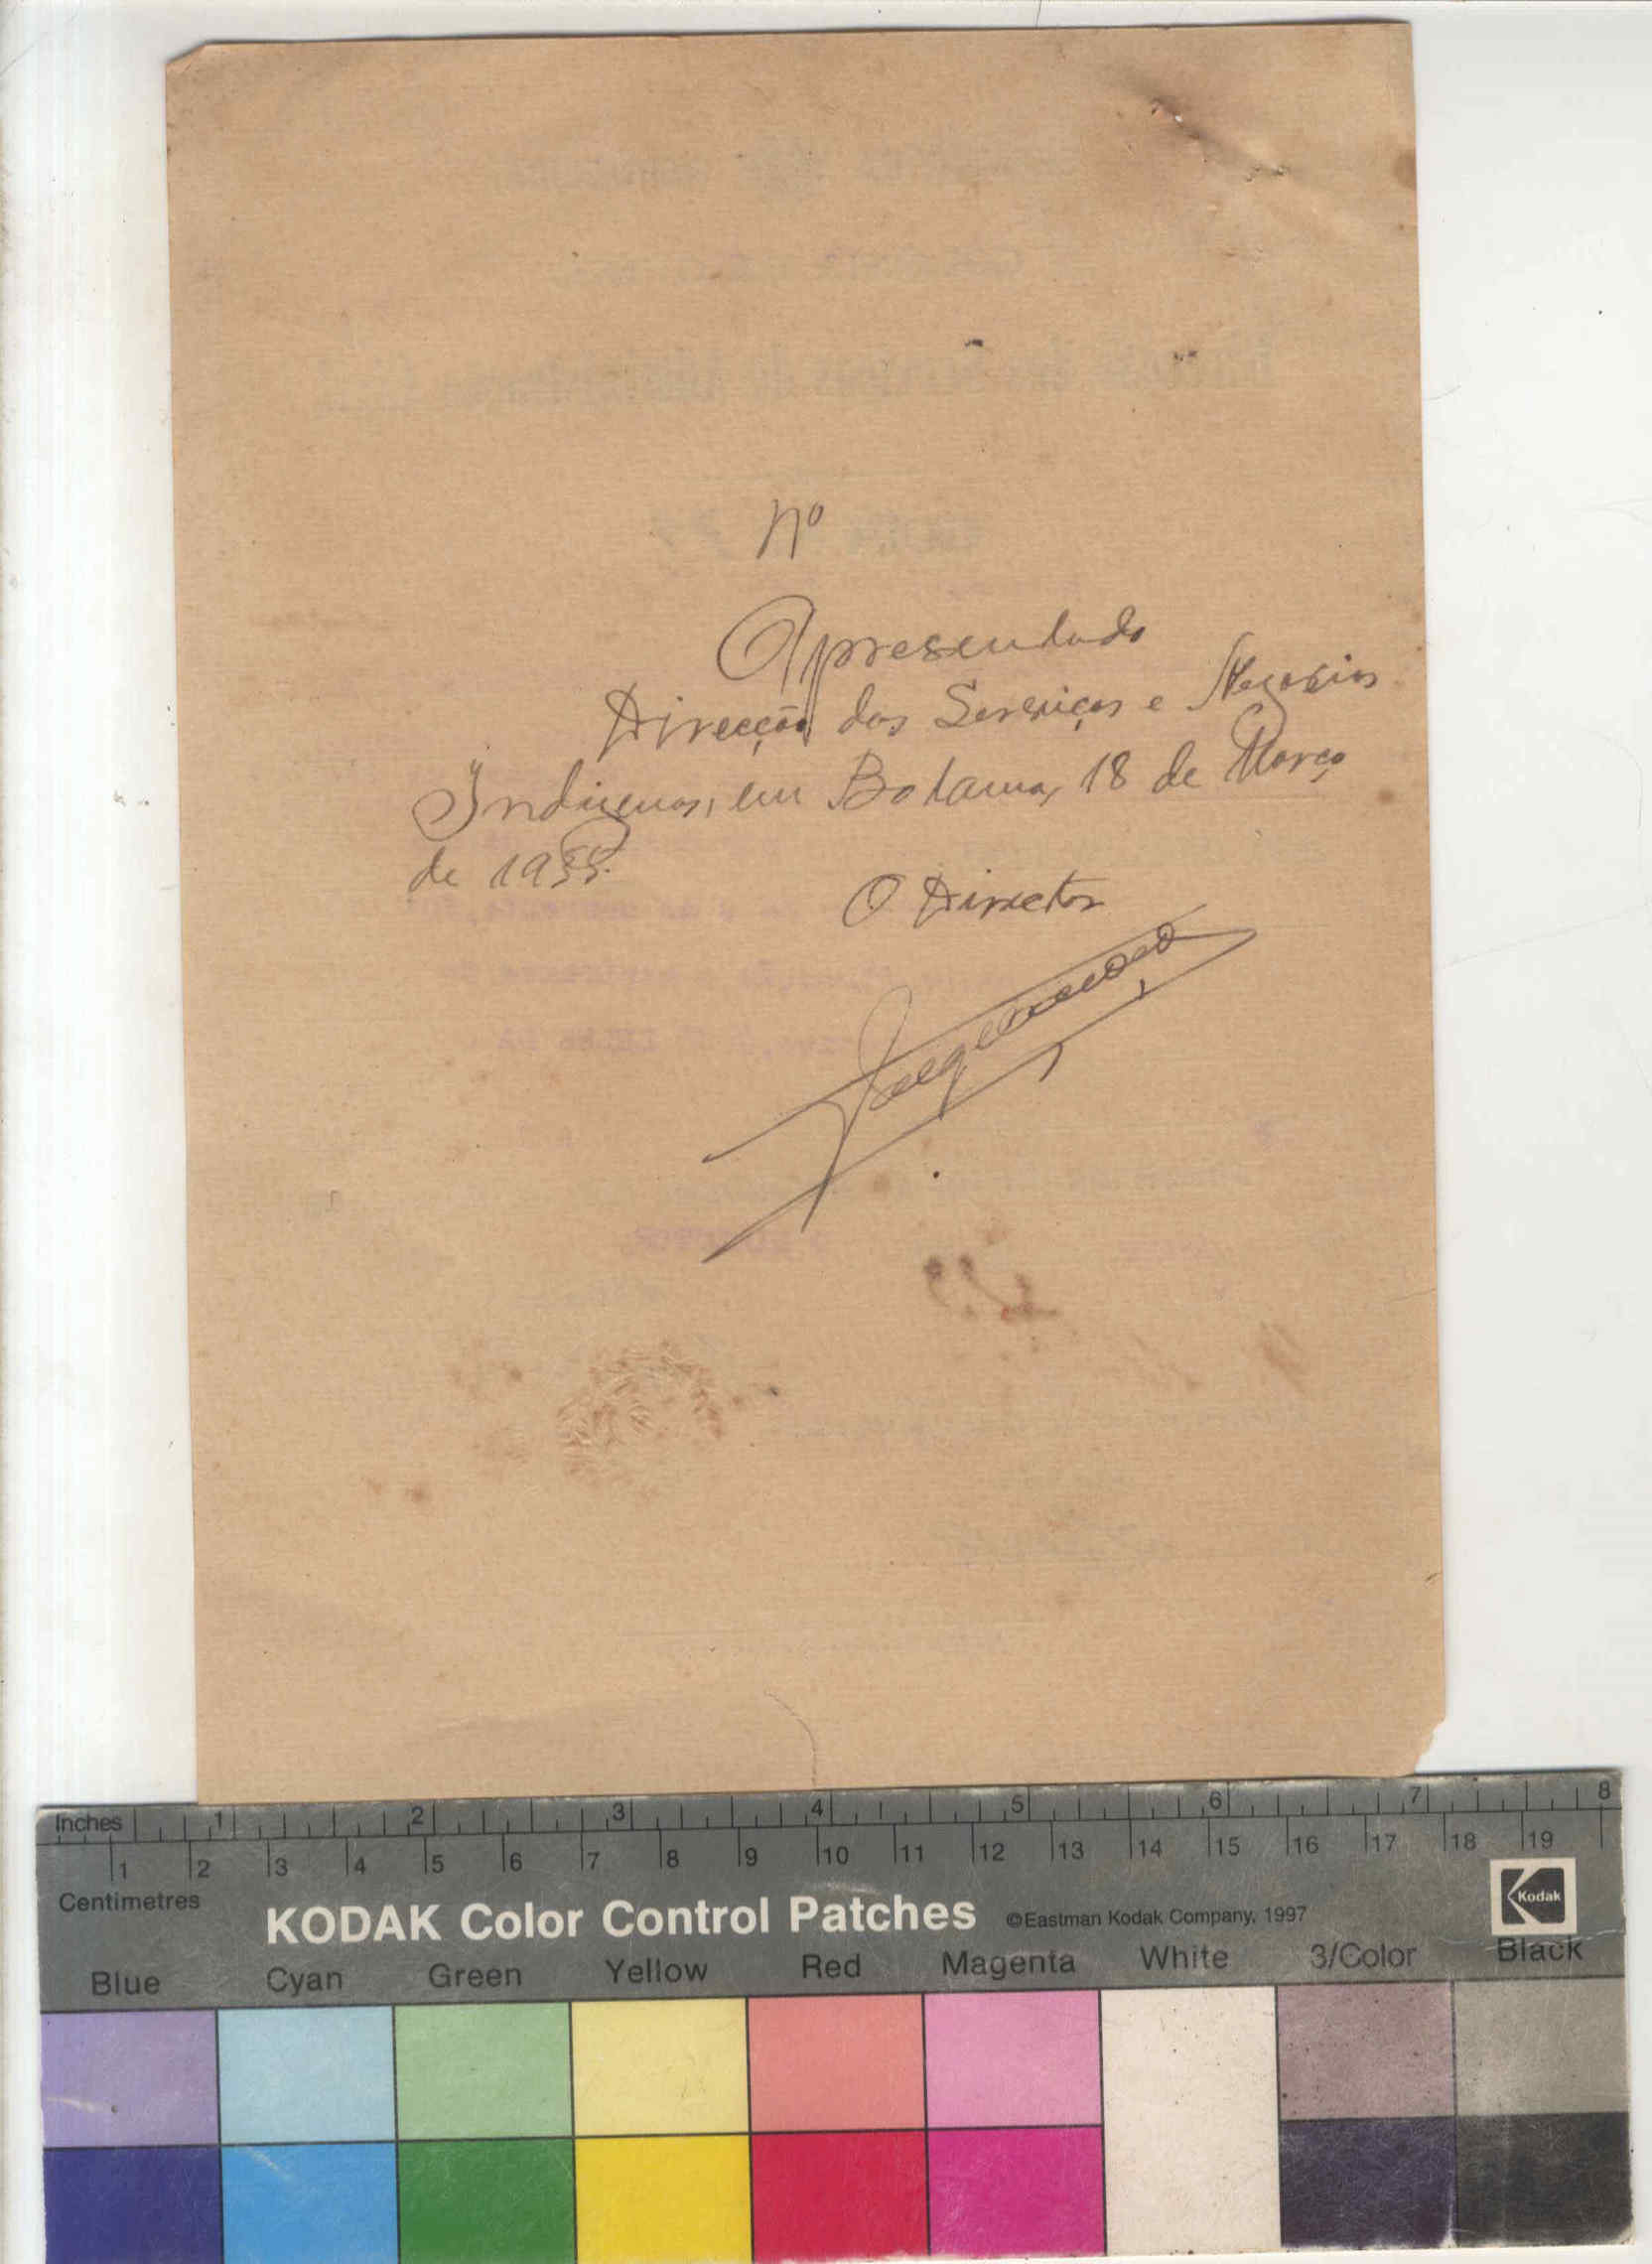 Nº
Apresentado
Direcção dos Serviços e Negocios
Indigenas, em Bolama, 18 de Março
de 1935.
O Director
Inches 1 2 3 4 5 6 7 8
1 2 3 4 5 6 7 8 9 10 11 12 13 14 15 16 17 18 19
Centimetres
KODAK Color Control Patches ©Eastman Kodak Company, 1997 Kodak
Blue Cyan Green Yellow Red Magenta White 3/Color Black